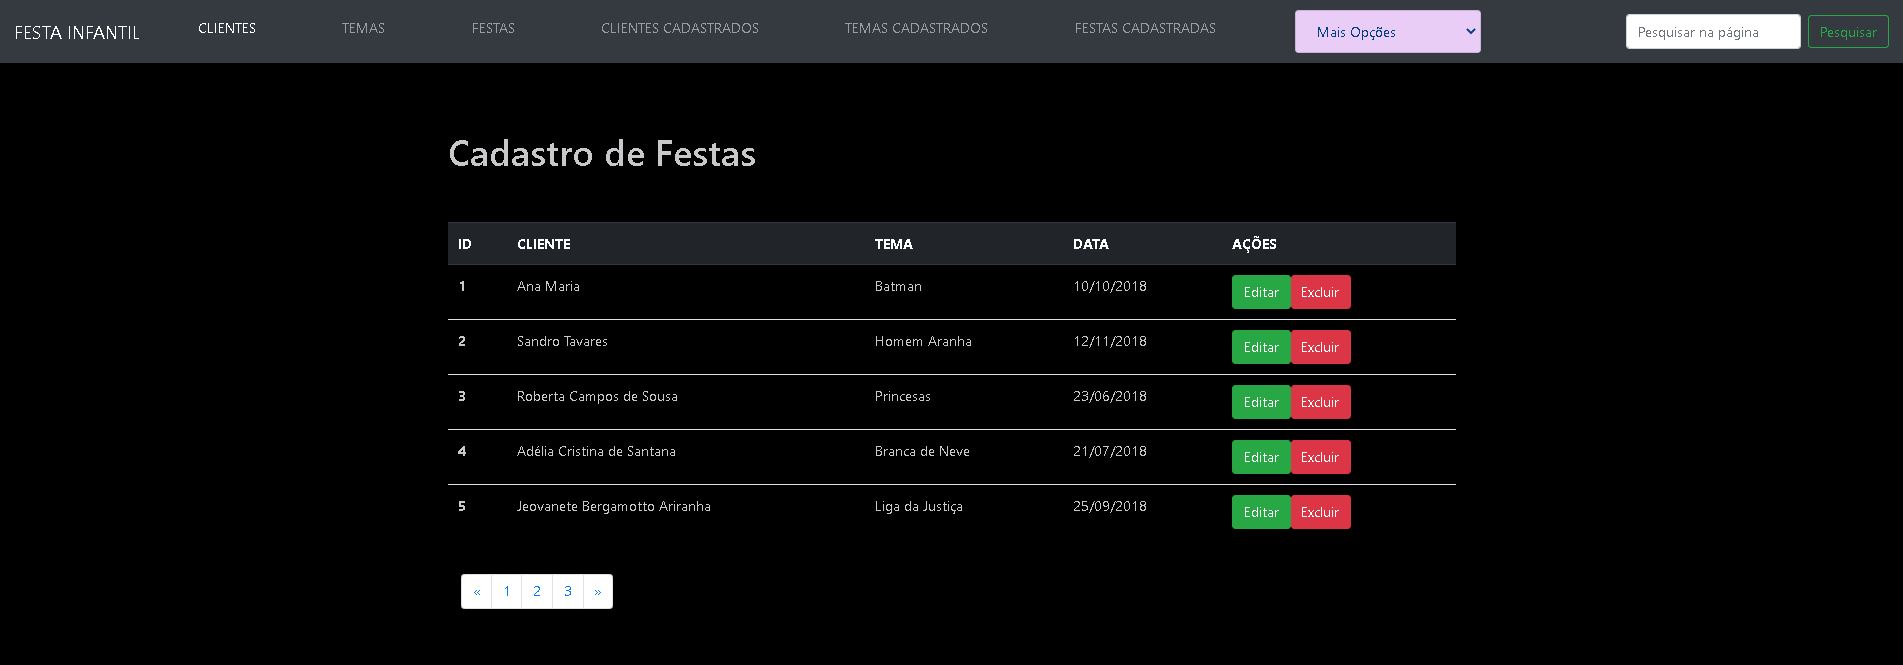 FESTA INFANTIL CLIENTES TEMAS FESTAS CLIENTES CADASTRADOS TEMAS CADASTRADOS FESTAS CADASTRADAS Mais Opções Pesquisar na página Pesquisar
Cadastro de Festas
ID CLIENTE TEMA DATA AÇÕES
1 Ana Maria Batman 10/10/2018 Editar Excluir
2 Sandro Tavares Homem Aranha 12/11/2018 Editar Excluir
3 Roberta Campos de Sousa Princesas 23/06/2018 Editar Excluir
4 Adélia Cristina de Santana Branca de Neve 21/07/2018 Editar Excluir
5 Jeovanete Bergamotto Ariranha Liga da Justiça 25/09/2018 Editar Excluir
« 1 2 3 »